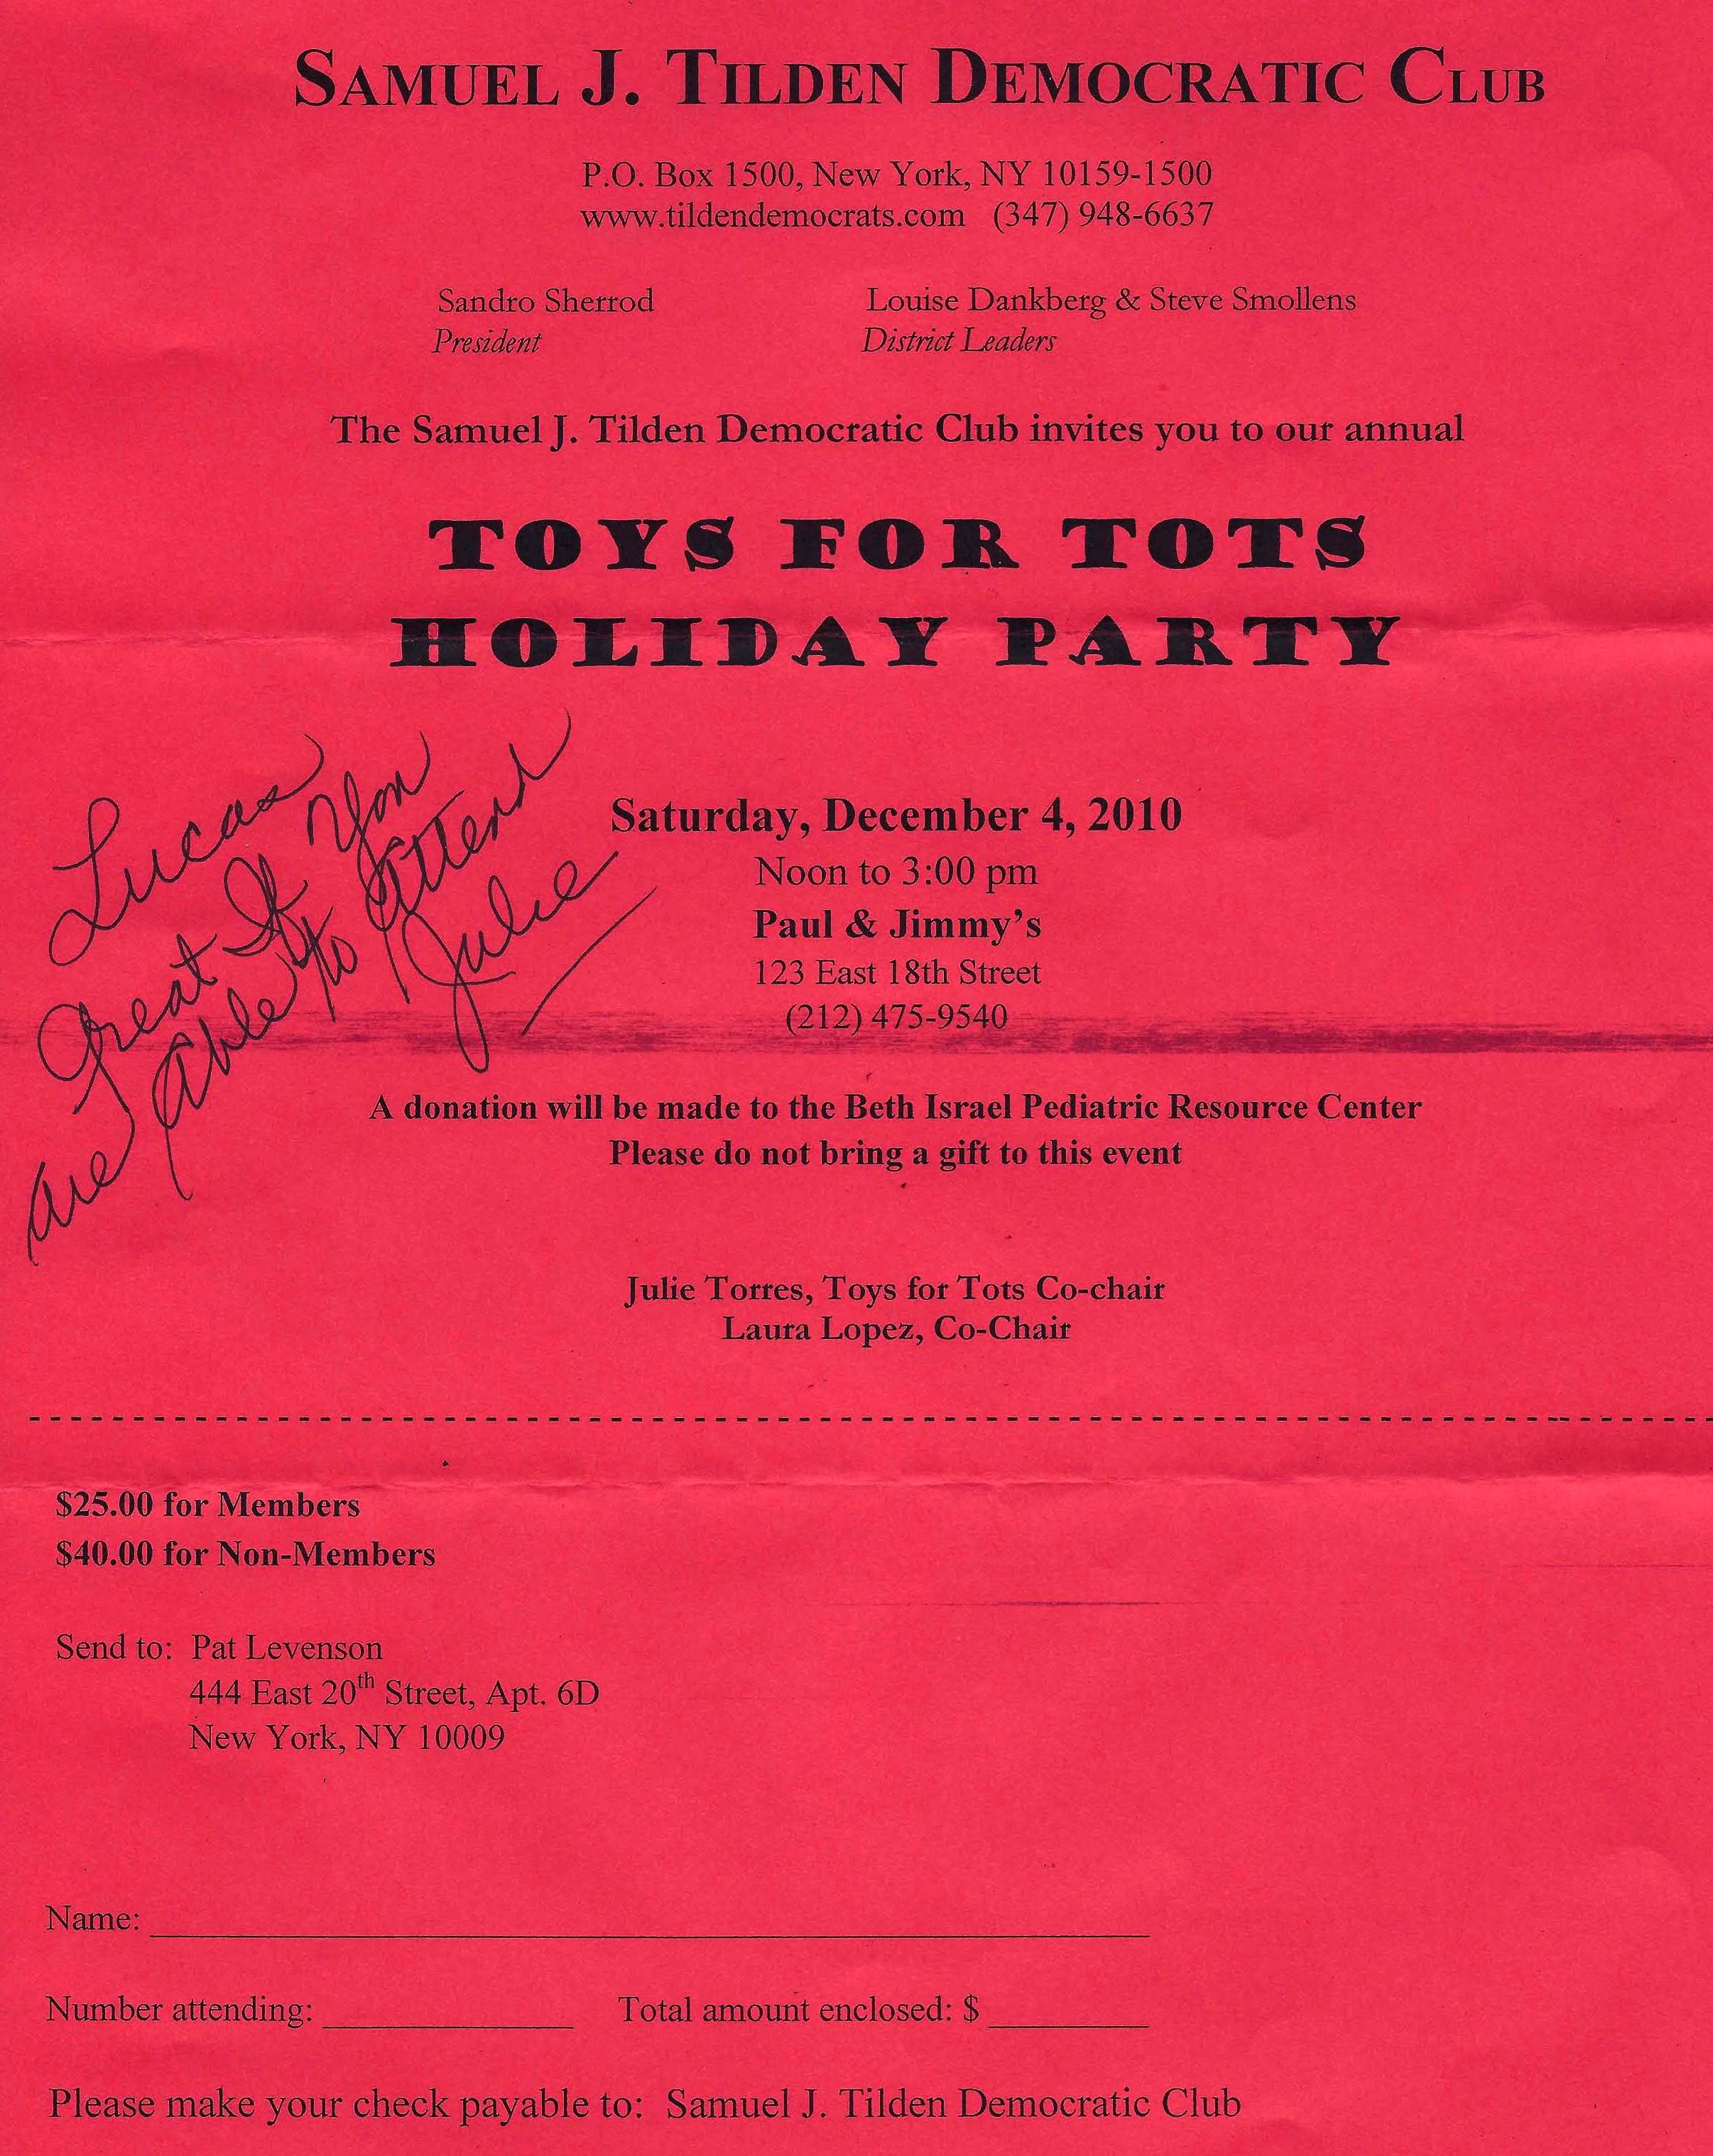 SAMUEL J. TILDEN DEMOCRATIC CLUB
P.O. Box 1500, New York, NY 10159-1500
www.tildendemocrats.com (347) 948-6637
Sandro Sherrod Louise Dankberg & Steve Smollens
President District Leaders
The Samuel J. Tilden Democratic Club invites you to our annual
TOYS FOR TOTS
HOLIDAY PARTY
Lucas
Great If You
are Able to Attend
Julie
Saturday, December 4, 2010
Noon to 3:00 pm
Paul & Jimmy's
123 East 18th Street
(212) 475-9540
A donation will be made to the Beth Israel Pediatric Resource Center
Please do not bring a gift to this event
Julie Torres, Toys for Tots Co-chair
Laura Lopez, Co-Chair
$25.00 for Members
$40.00 for Non-Members
Send to: Pat Levenson
444 East 20th Street, Apt. 6D
New York, NY 10009
Name:
Number attending: Total amount enclosed: $
Please make your check payable to: Samuel J. Tilden Democratic Club